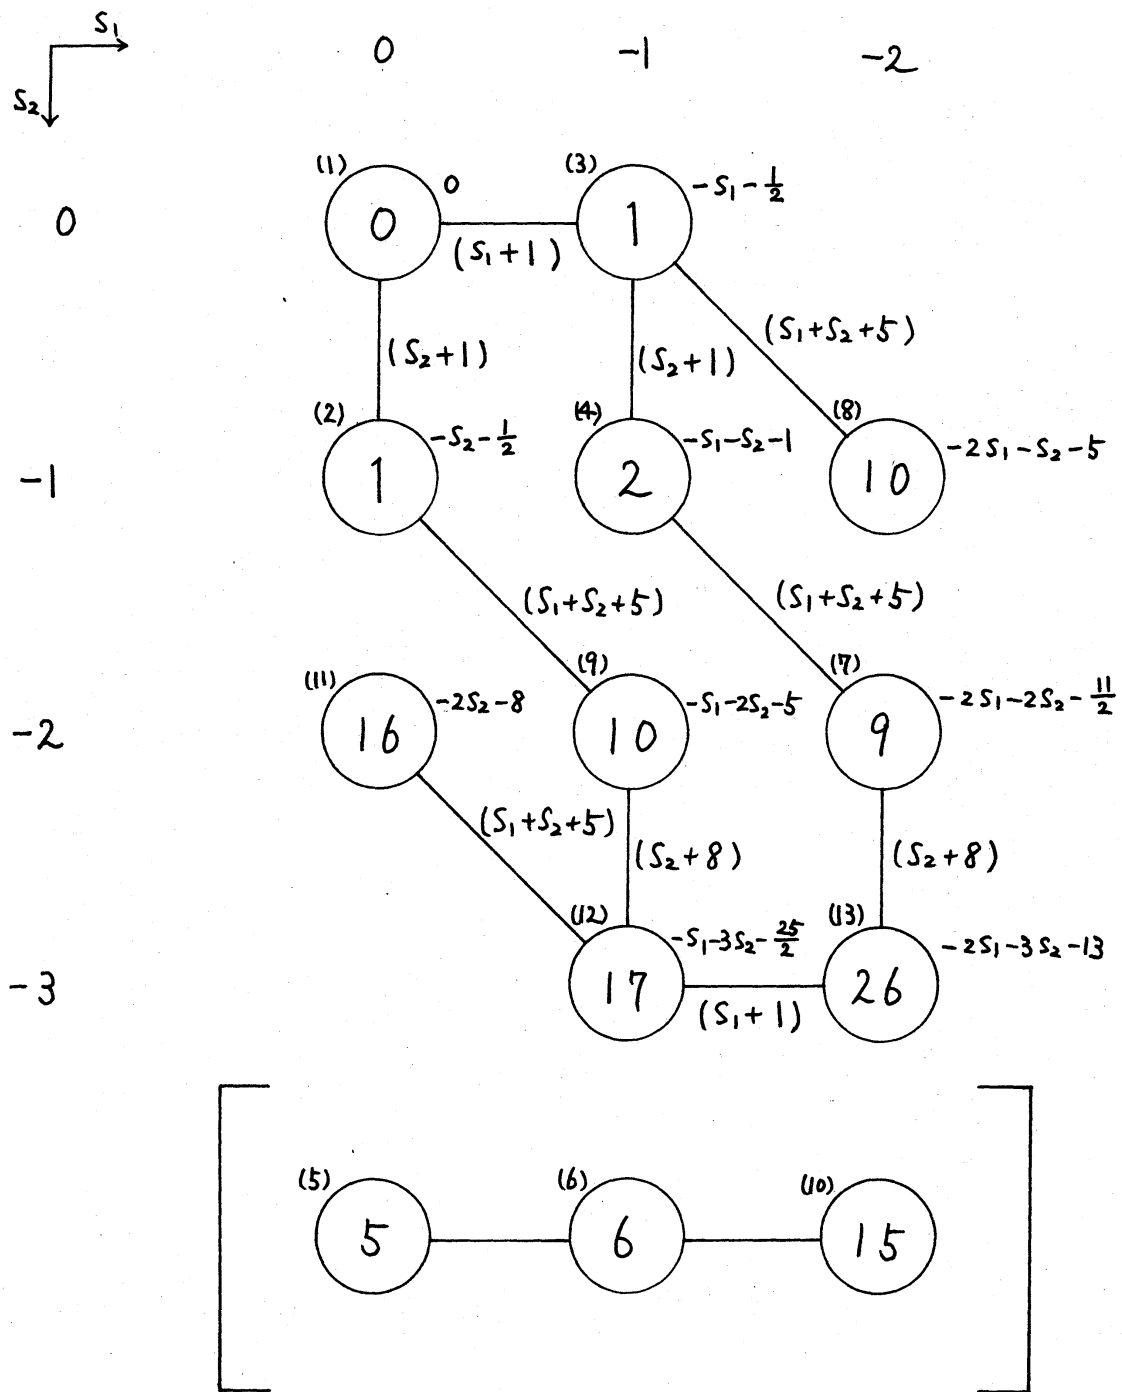 S₁
0 -1 -2
S₂
(1) (3)
0 0 0 1 -S₁-1/2
(S₁+1)
(S₂+1) (S₂+1) (S₁+S₂+5)
(2) (4) (8)
-1 1 -S₂-1/2 2 -S₁-S₂-1 10 -2S₁-S₂-5
(S₁+S₂+5) (S₁+S₂+5)
(11) (9) (7)
-2 16 -2S₂-8 10 -S₁-2S₂-5 9 -2S₁-2S₂-11/2
(S₁+S₂+5) (S₂+8) (S₂+8)
(12) (13)
-3 17 -S₁-3S₂-25/2 26 -2S₁-3S₂-13
(S₁+1)
(5) (6) (10)
5 6 15